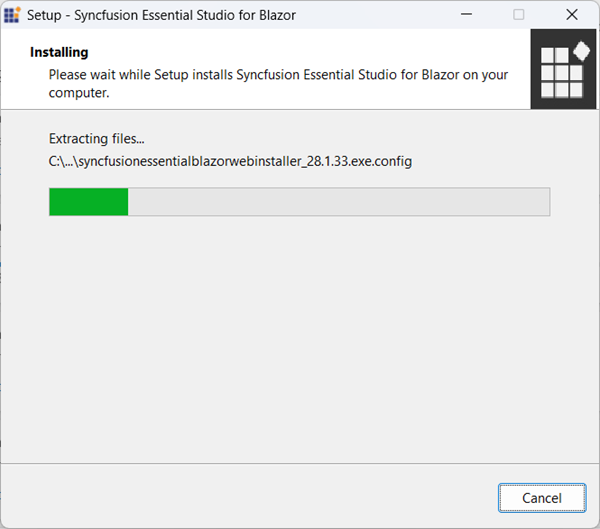 Setup - Syncfusion Essential Studio for Blazor
Installing
Please wait while Setup installs Syncfusion Essential Studio for Blazor on your
computer.
Extracting files...
C:\...\syncfusionessentialblazorwebinstaller_28.1.33.exe.config
Cancel